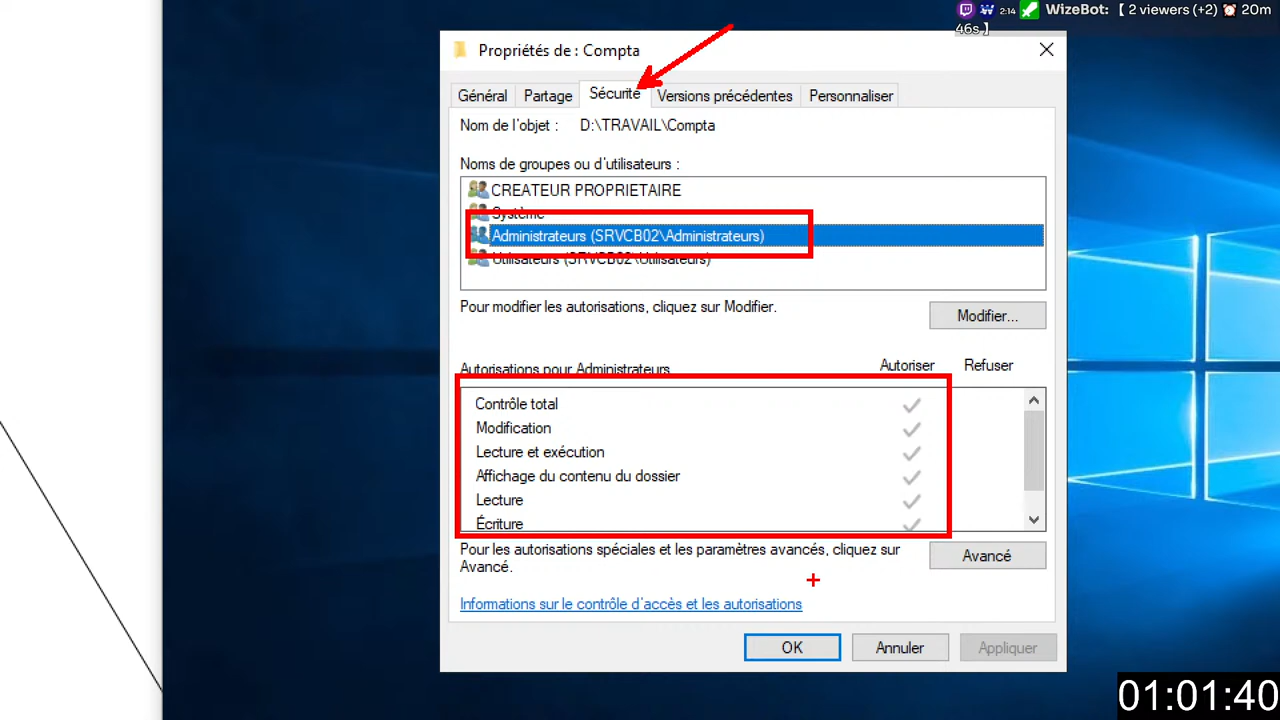 2:14 WizeBot: 【 2 viewers (+2) ⏰ 20m
46s 】
Propriétés de : Compta
Général Partage Sécurité Versions précédentes Personnaliser
Nom de l'objet : D:\TRAVAIL\Compta
Noms de groupes ou d'utilisateurs :
CREATEUR PROPRIETAIRE
Système
Administrateurs (SRVCB02\Administrateurs)
Utilisateurs (SRVCB02\Utilisateurs)
Pour modifier les autorisations, cliquez sur Modifier.
Modifier...
Autorisations pour Administrateurs Autoriser Refuser
Contrôle total
Modification
Lecture et exécution
Affichage du contenu du dossier
Lecture
Écriture
Pour les autorisations spéciales et les paramètres avancés, cliquez sur
Avancé.
Avancé
Informations sur le contrôle d'accès et les autorisations
OK Annuler Appliquer
01:01:40